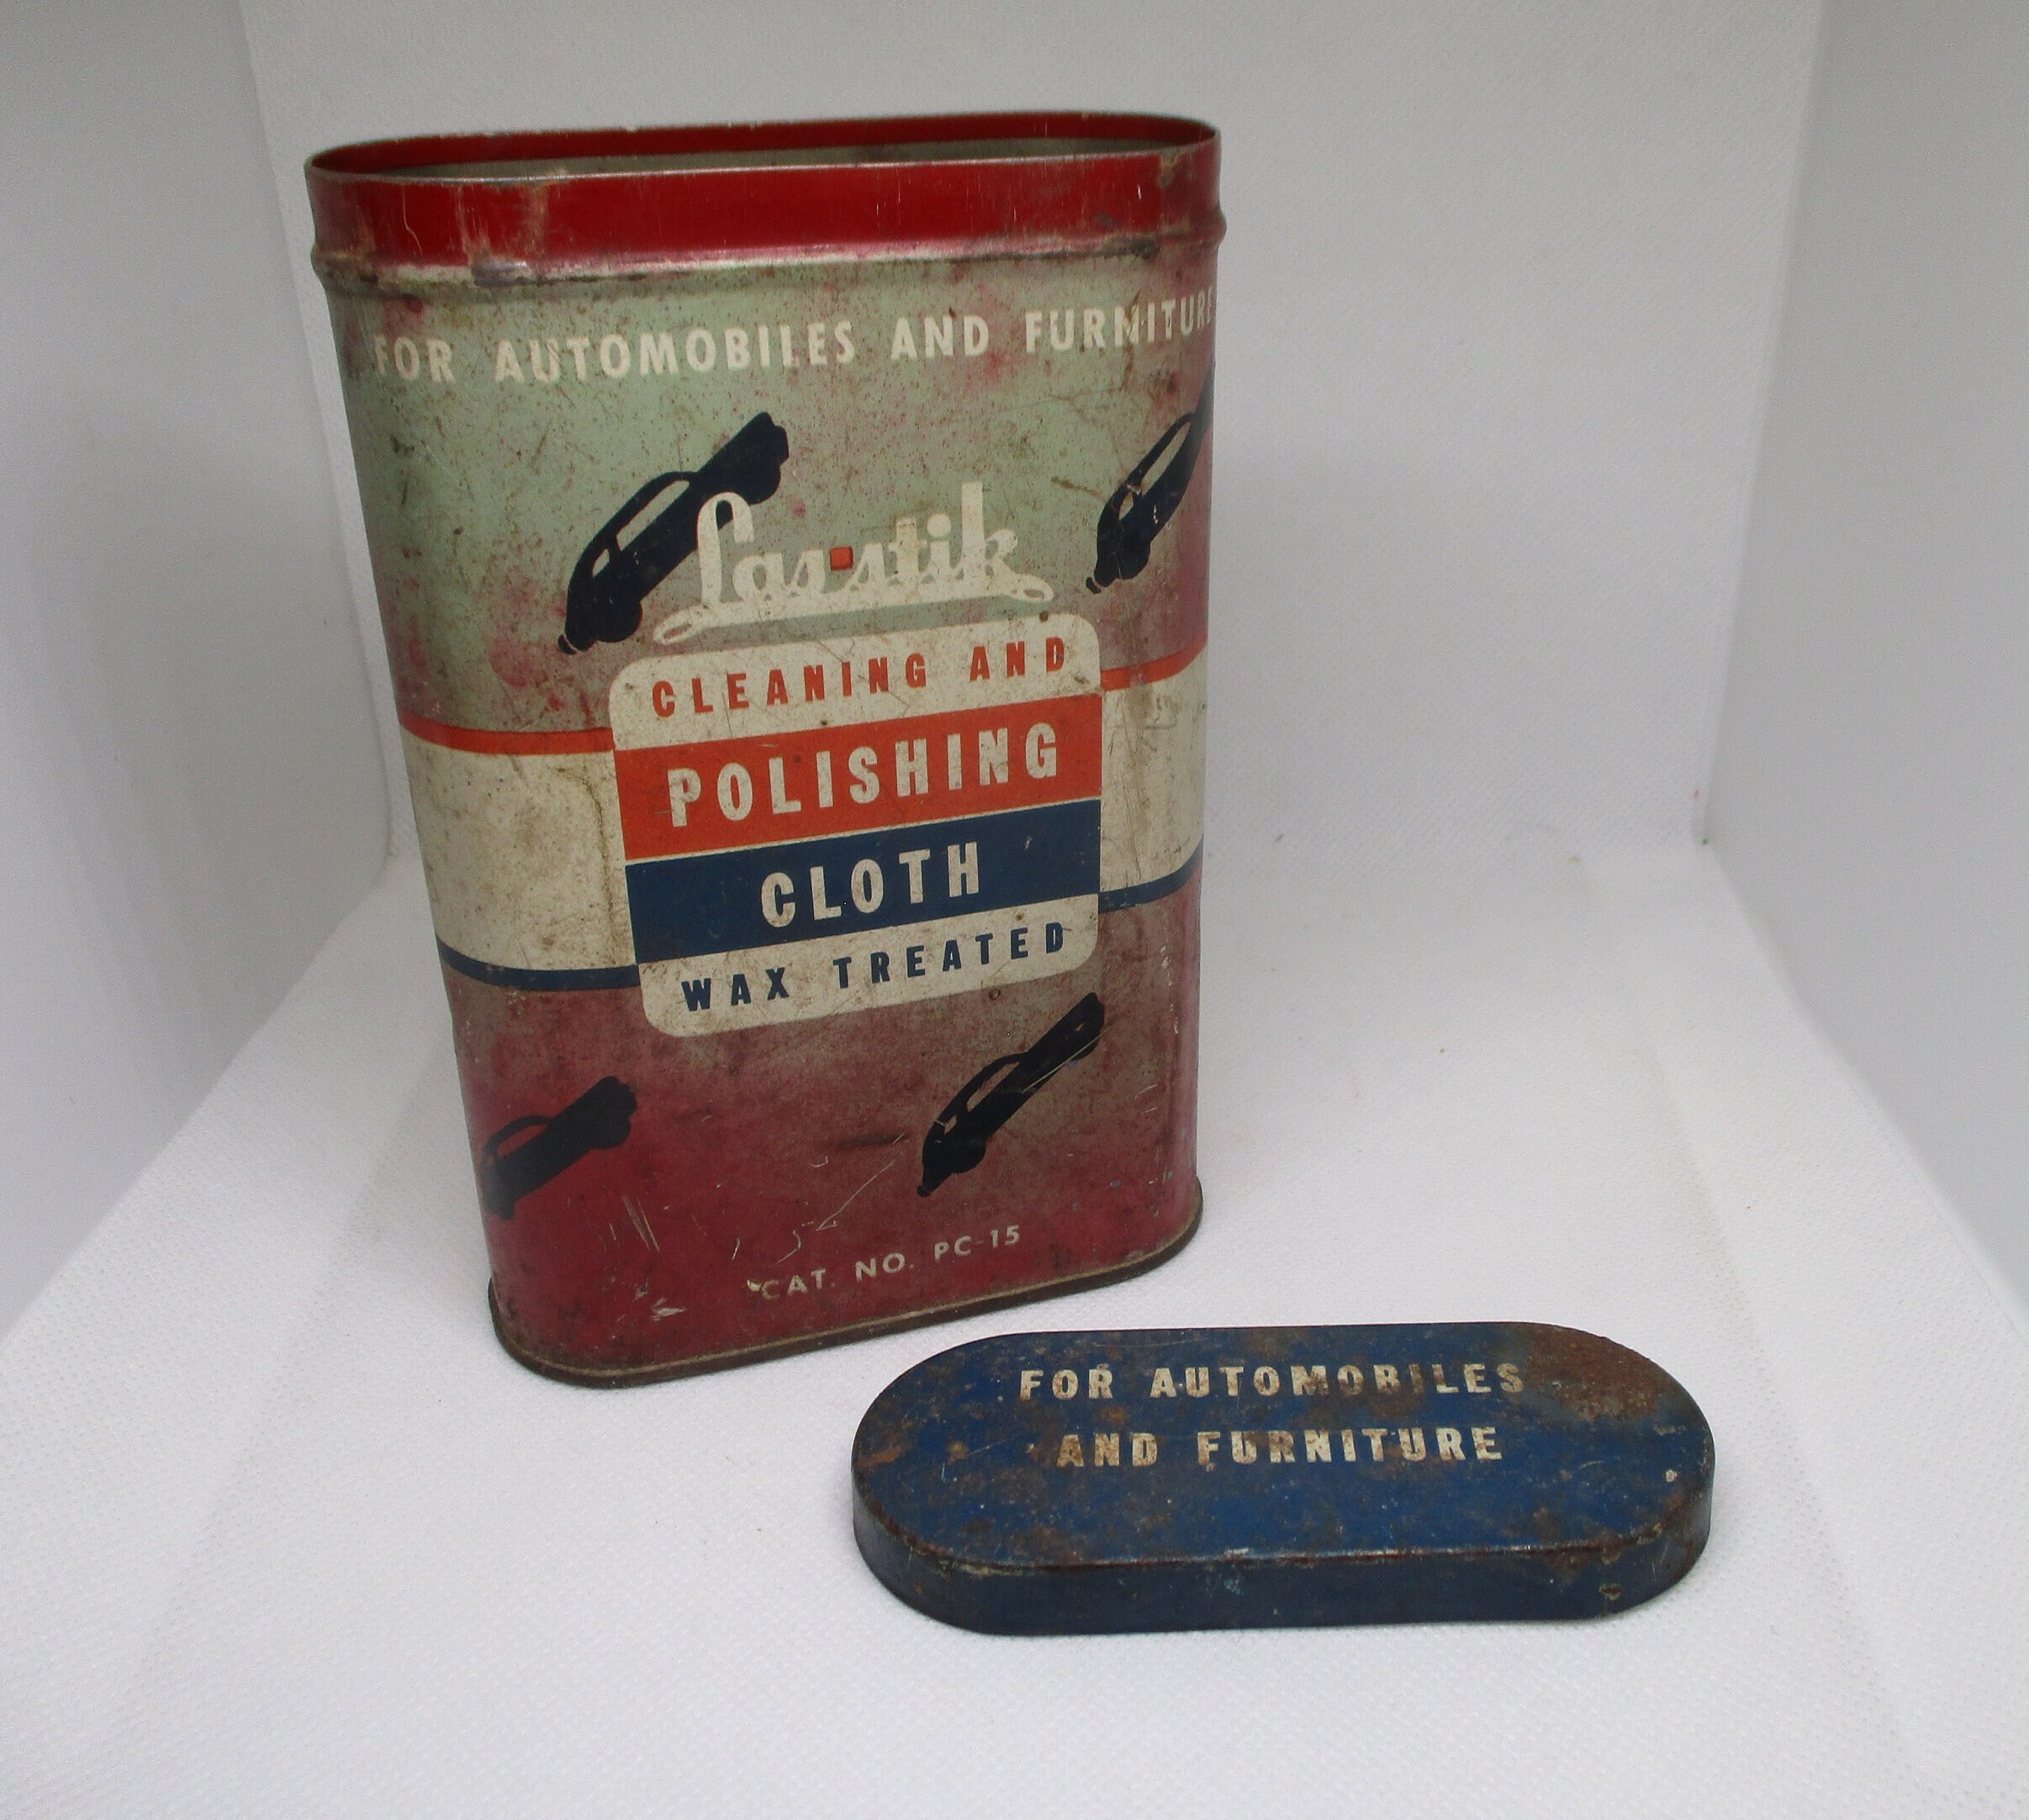 FOR AUTOMOBILES AND FURNITURE
Las-stik
CLEANING AND
POLISHING
CLOTH
WAX TREATED
CAT. NO. PC-15
FOR AUTOMOBILES
AND FURNITURE